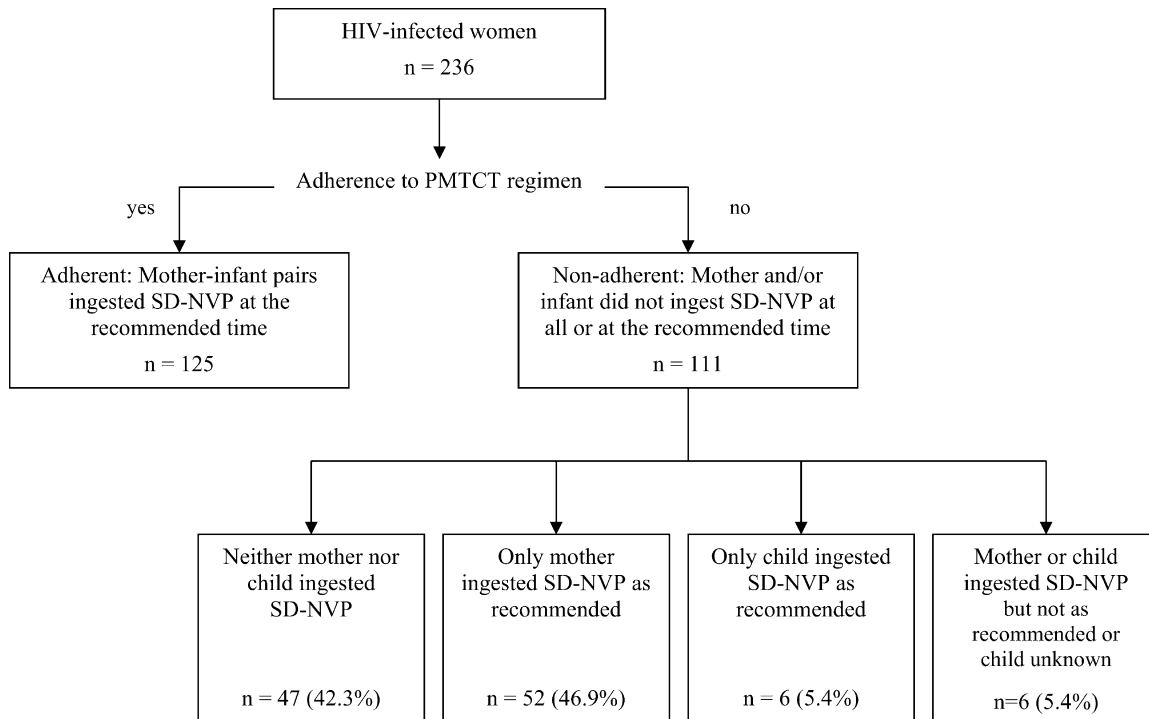 HIV-infected women
n = 236
Adherence to PMTCT regimen
yes
no
Adherent: Mother-infant pairs
ingested SD-NVP at the
recommended time
n = 125
Non-adherent: Mother and/or
infant did not ingest SD-NVP at
all or at the recommended time
n = 111
Neither mother nor
child ingested
SD-NVP
n = 47 (42.3%)
Only mother
ingested SD-NVP as
recommended
n = 52 (46.9%)
Only child ingested
SD-NVP as
recommended
n = 6 (5.4%)
Mother or child
ingested SD-NVP
but not as
recommended or
child unknown
n=6 (5.4%)